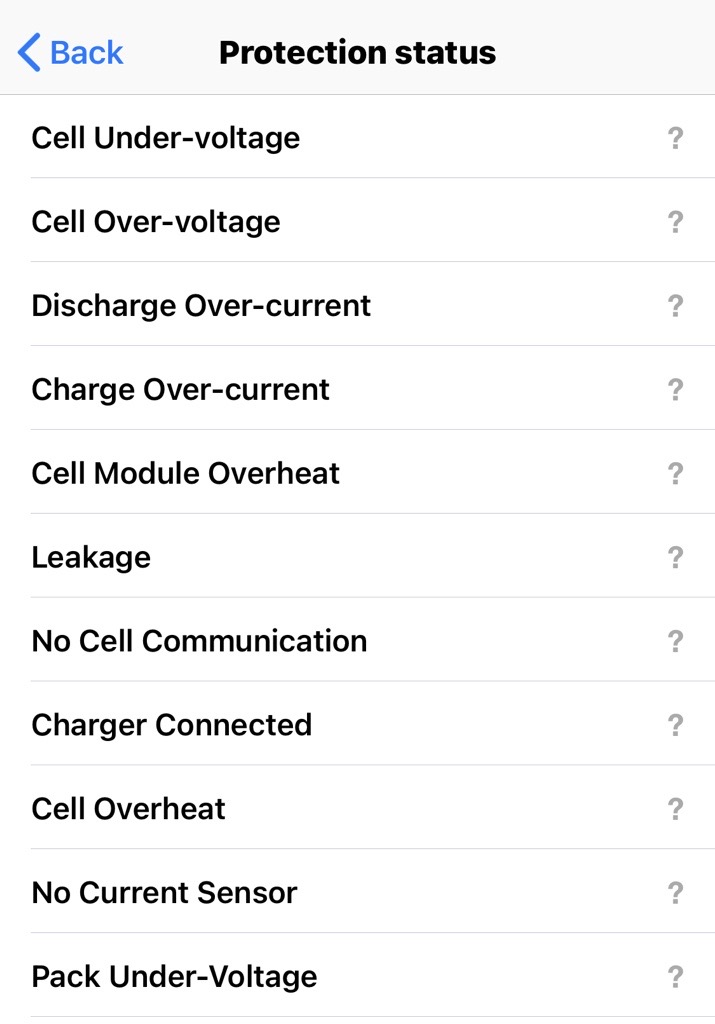 Back Protection status
Cell Under-voltage ?
Cell Over-voltage ?
Discharge Over-current ?
Charge Over-current ?
Cell Module Overheat ?
Leakage ?
No Cell Communication ?
Charger Connected ?
Cell Overheat ?
No Current Sensor ?
Pack Under-Voltage ?